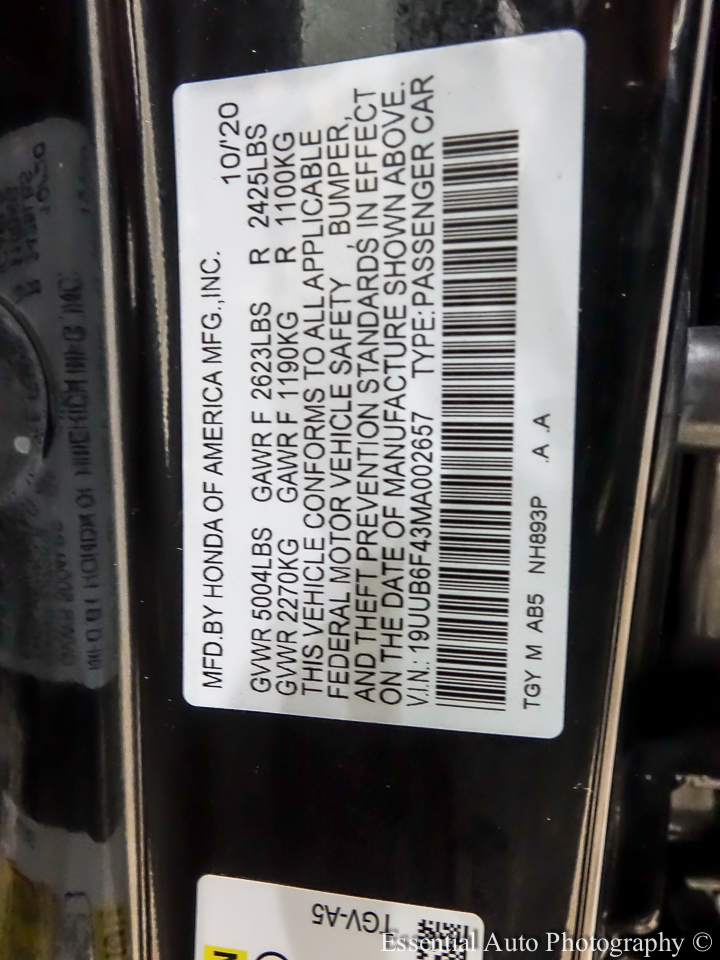 MFD.BY HONDA OF AMERICA MFG.,INC. 10/'20
GVWR 5004LBS GAWR F 2623LBS R 2425LBS
GVWR 2270KG GAWR F 1190KG R 1100KG
THIS VEHICLE CONFORMS TO ALL APPLICABLE
FEDERAL MOTOR VEHICLE SAFETY, BUMPER,
AND THEFT PREVENTION STANDARDS, IN EFFECT
ON THE DATE OF MANUFACTURE SHOWN ABOVE.
V.I.N.: 19UUB6F43MA002657 TYPE:PASSENGER CAR
TGY M AB5 NH893P .A .A
TGV-A5
Essential Auto Photography ©